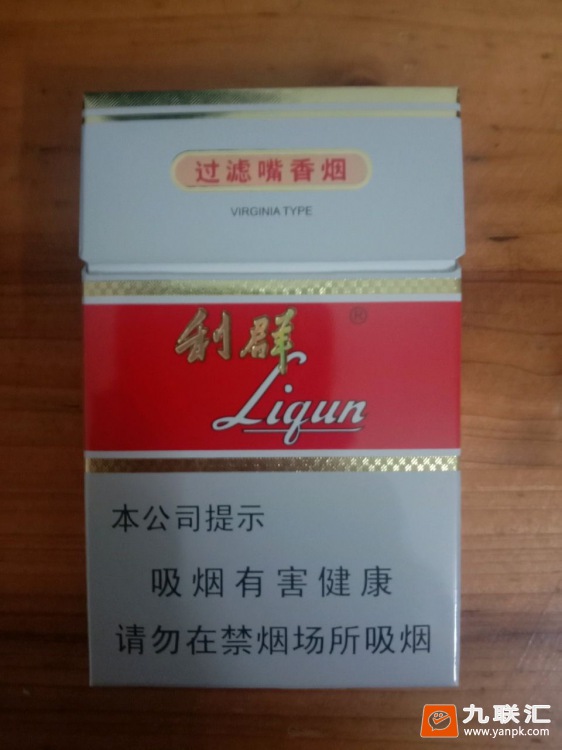 过滤嘴香烟
VIRGINIA TYPE
利群 ®
Liqun
本公司提示
吸烟有害健康
请勿在禁烟场所吸烟
九联汇
www.yanpk.com